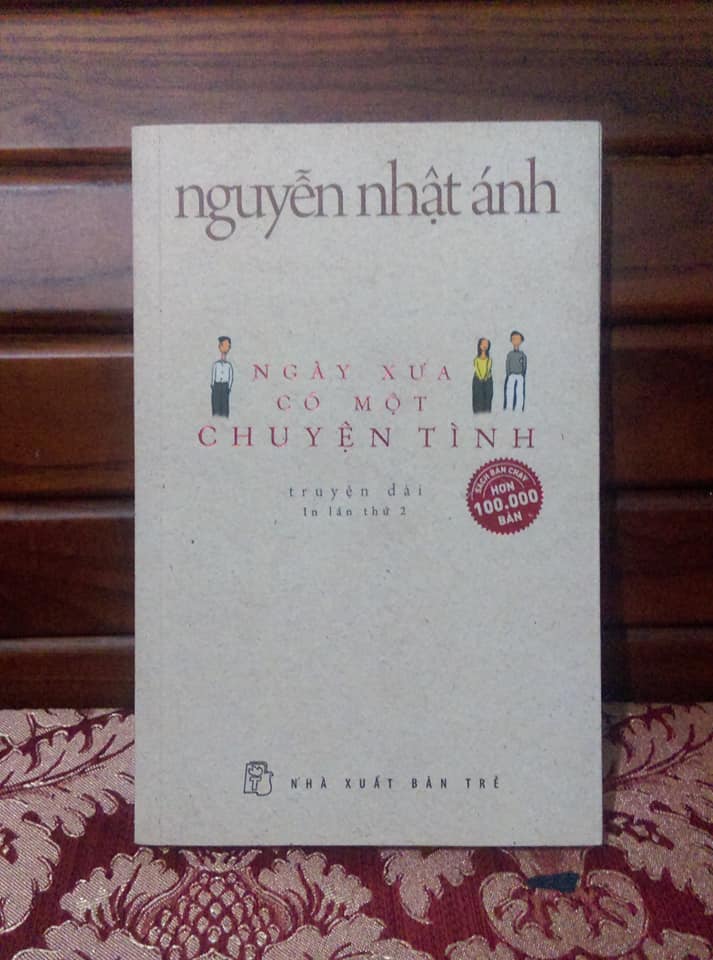 nguyễn nhật ánh
NGÀY XƯA
CÓ MỘT
CHUYỆN TÌNH
truyện dài
In lần thứ 2
SÁCH BÁN CHẠY
HƠN
100.000
BẢN
NHÀ XUẤT BẢN TRẺ